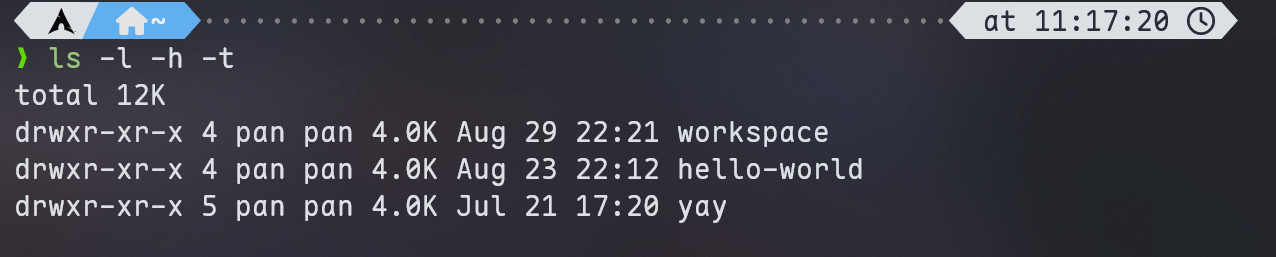 ~ at 11:17:20
❯ ls -l -h -t
total 12K
drwxr-xr-x 4 pan pan 4.0K Aug 29 22:21 workspace
drwxr-xr-x 4 pan pan 4.0K Aug 23 22:12 hello-world
drwxr-xr-x 5 pan pan 4.0K Jul 21 17:20 yay